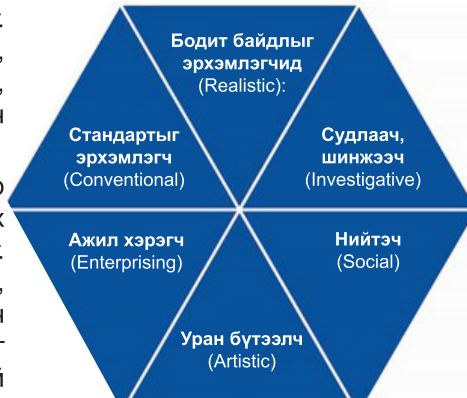 Бодит байдлыг
эрхэмлэгчид
(Realistic):
Стандартыг
эрхэмлэгч
(Conventional)
Судлаач,
шинжээч
(Investigative)
Ажил хэрэгч
(Enterprising)
Нийтэч
(Social)
Уран бүтээлч
(Artistic)